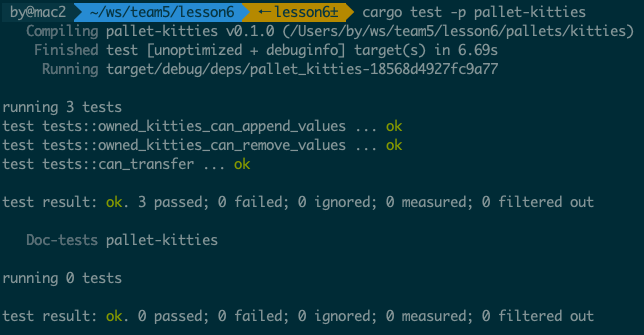 by@mac2 ~/ws/team5/lesson6 ←lesson6± cargo test -p pallet-kitties
Compiling pallet-kitties v0.1.0 (/Users/by/ws/team5/lesson6/pallets/kitties)
Finished test [unoptimized + debuginfo] target(s) in 6.69s
Running target/debug/deps/pallet_kitties-18568d4927fc9a77
running 3 tests
test tests::owned_kitties_can_append_values ... ok
test tests::owned_kitties_can_remove_values ... ok
test tests::can_transfer ... ok
test result: ok. 3 passed; 0 failed; 0 ignored; 0 measured; 0 filtered out
Doc-tests pallet-kitties
running 0 tests
test result: ok. 0 passed; 0 failed; 0 ignored; 0 measured; 0 filtered out